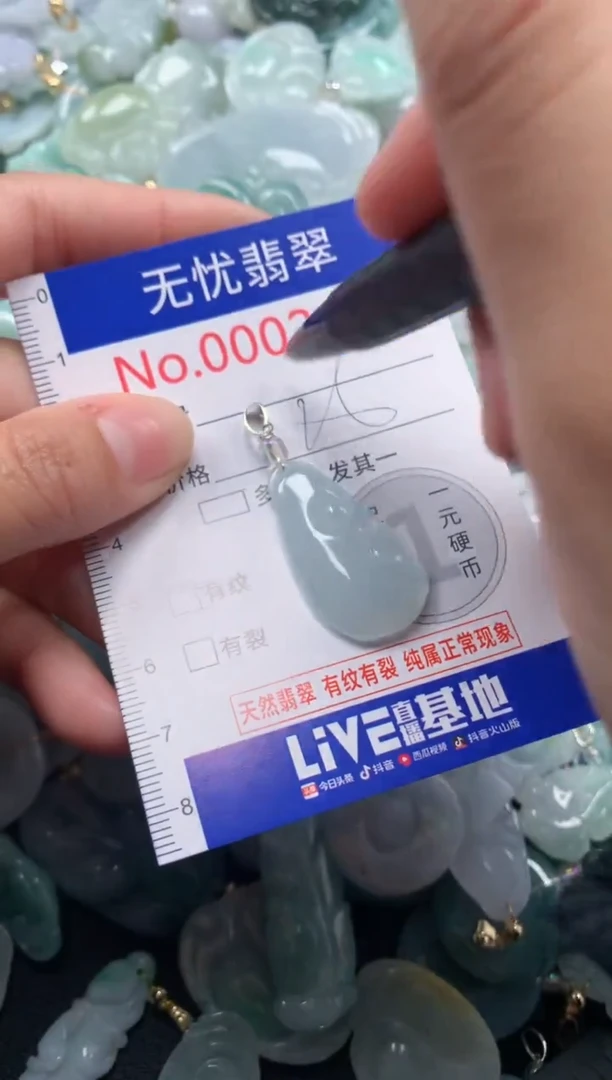 无忧翡翠
No.000
价格
多 发其一
一元硬币
1
有纹
有裂
天然翡翠 有纹有裂 纯属正常现象
LiVE直播基地
今日头条 抖音 西瓜视频 抖音火山版
0
1
4
6
7
8